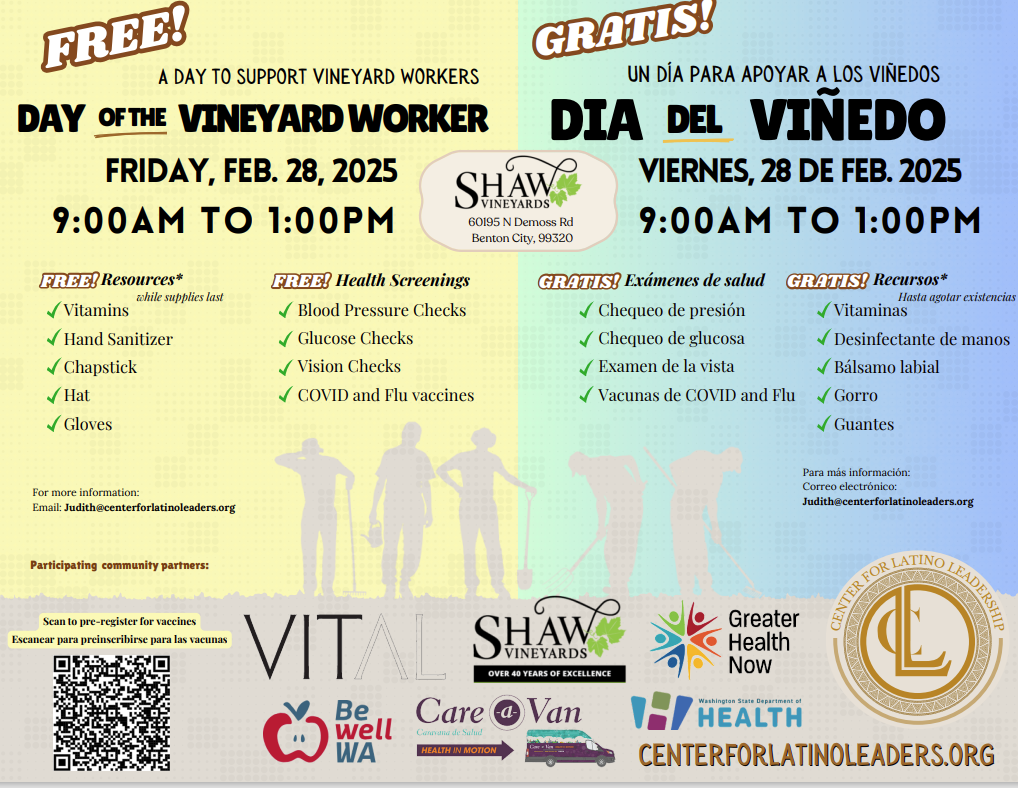 FREE!
A DAY TO SUPPORT VINEYARD WORKERS
DAY OF THE VINEYARD WORKER
FRIDAY, FEB. 28, 2025
9:00AM TO 1:00PM
GRATIS!
UN DÍA PARA APOYAR A LOS VIÑEDOS
DIA DEL VIÑEDO
VIERNES, 28 DE FEB. 2025
9:00AM TO 1:00PM
SHAW
VINEYARDS
60195 N Demoss Rd
Benton City, 99320
FREE! Resources*
while supplies last
Vitamins
Hand Sanitizer
Chapstick
Hat
Gloves
FREE! Health Screenings
Blood Pressure Checks
Glucose Checks
Vision Checks
COVID and Flu vaccines
GRATIS! Exámenes de salud
Chequeo de presión
Chequeo de glucosa
Examen de la vista
Vacunas de COVID and Flu
GRATIS! Recursos*
Hasta agotar existencias
Vitaminas
Desinfectante de manos
Bálsamo labial
Gorro
Guantes
For more information:
Email: Judith@centerforlatinoleaders.org
Para más información:
Correo electrónico:
Judith@centerforlatinoleaders.org
Participating community partners:
Scan to pre-register for vaccines
Escanear para preinscribirse para las vacunas
VITAL
SHAW
VINEYARDS
OVER 40 YEARS OF EXCELLENCE
Greater
Health
Now
CENTER FOR LATINO LEADERSHIP
CLL
Be
well
WA
Care-a-Van
Caravana de Salud
HEALTH IN MOTION
Washington State Department of
HEALTH
CENTERFORLATINOLEADERS.ORG